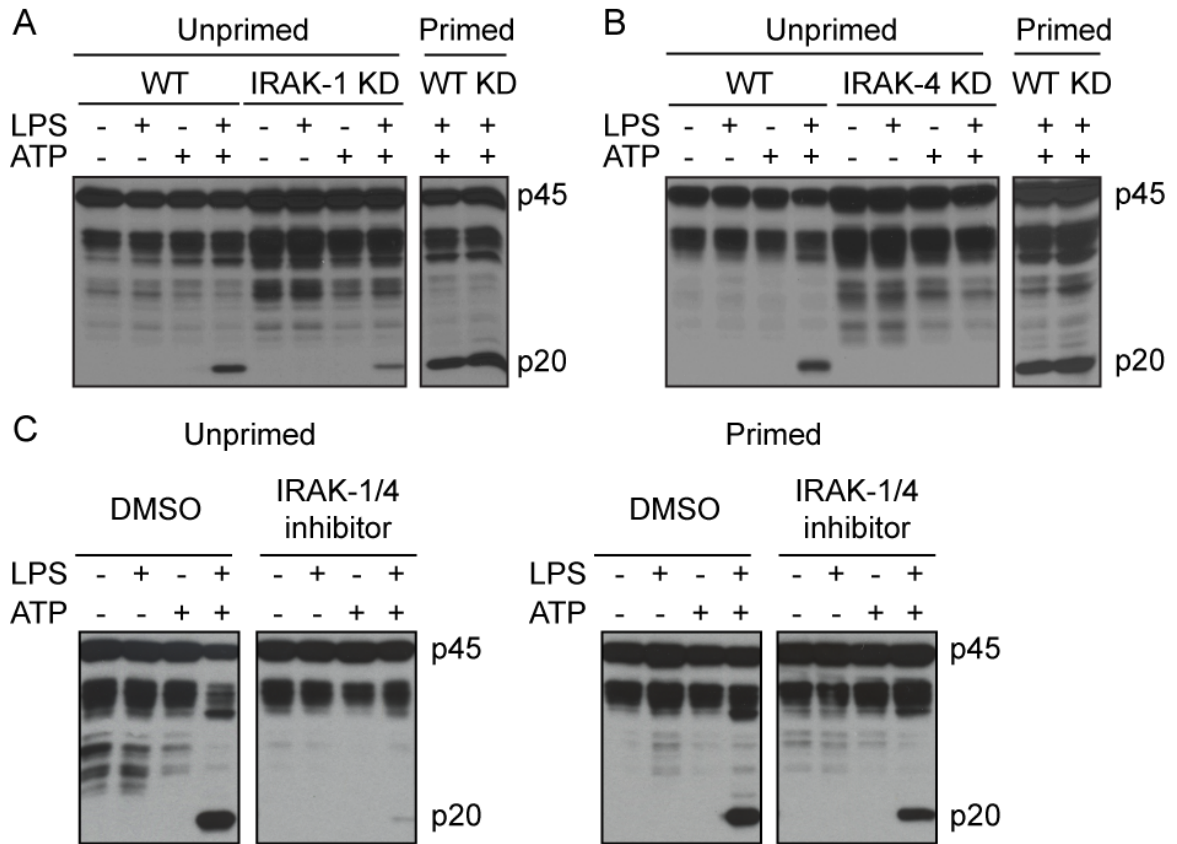 A
Unprimed Primed
WT IRAK-1 KD WT KD
LPS - + - + - + - + + +
ATP - - + + - - + + + +
p45
p20
B
Unprimed Primed
WT IRAK-4 KD WT KD
LPS - + - + - + - + + +
ATP - - + + - - + + + +
p45
p20
C
Unprimed
DMSO IRAK-1/4
inhibitor
LPS - + - + - + - +
ATP - - + + - - + +
p45
p20
Primed
DMSO IRAK-1/4
inhibitor
LPS - + - + - + - +
ATP - - + + - - + +
p45
p20